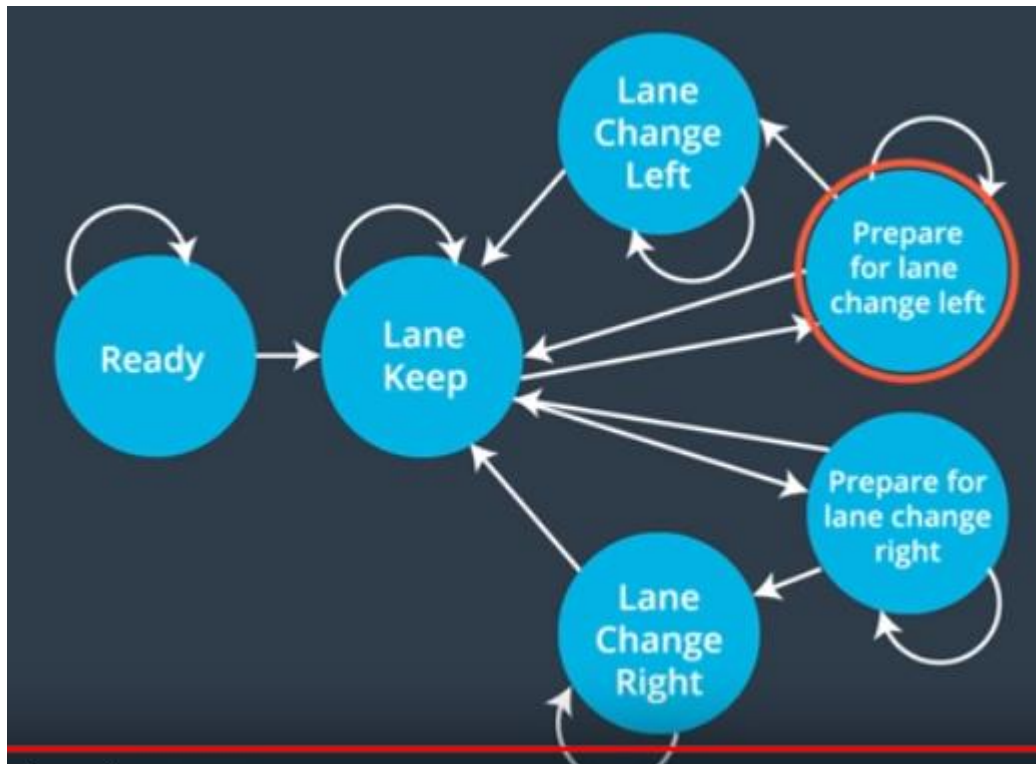 Lane
Change
Left
Prepare
for lane
change left
Ready
Lane
Keep
Prepare for
lane change
right
Lane
Change
Right